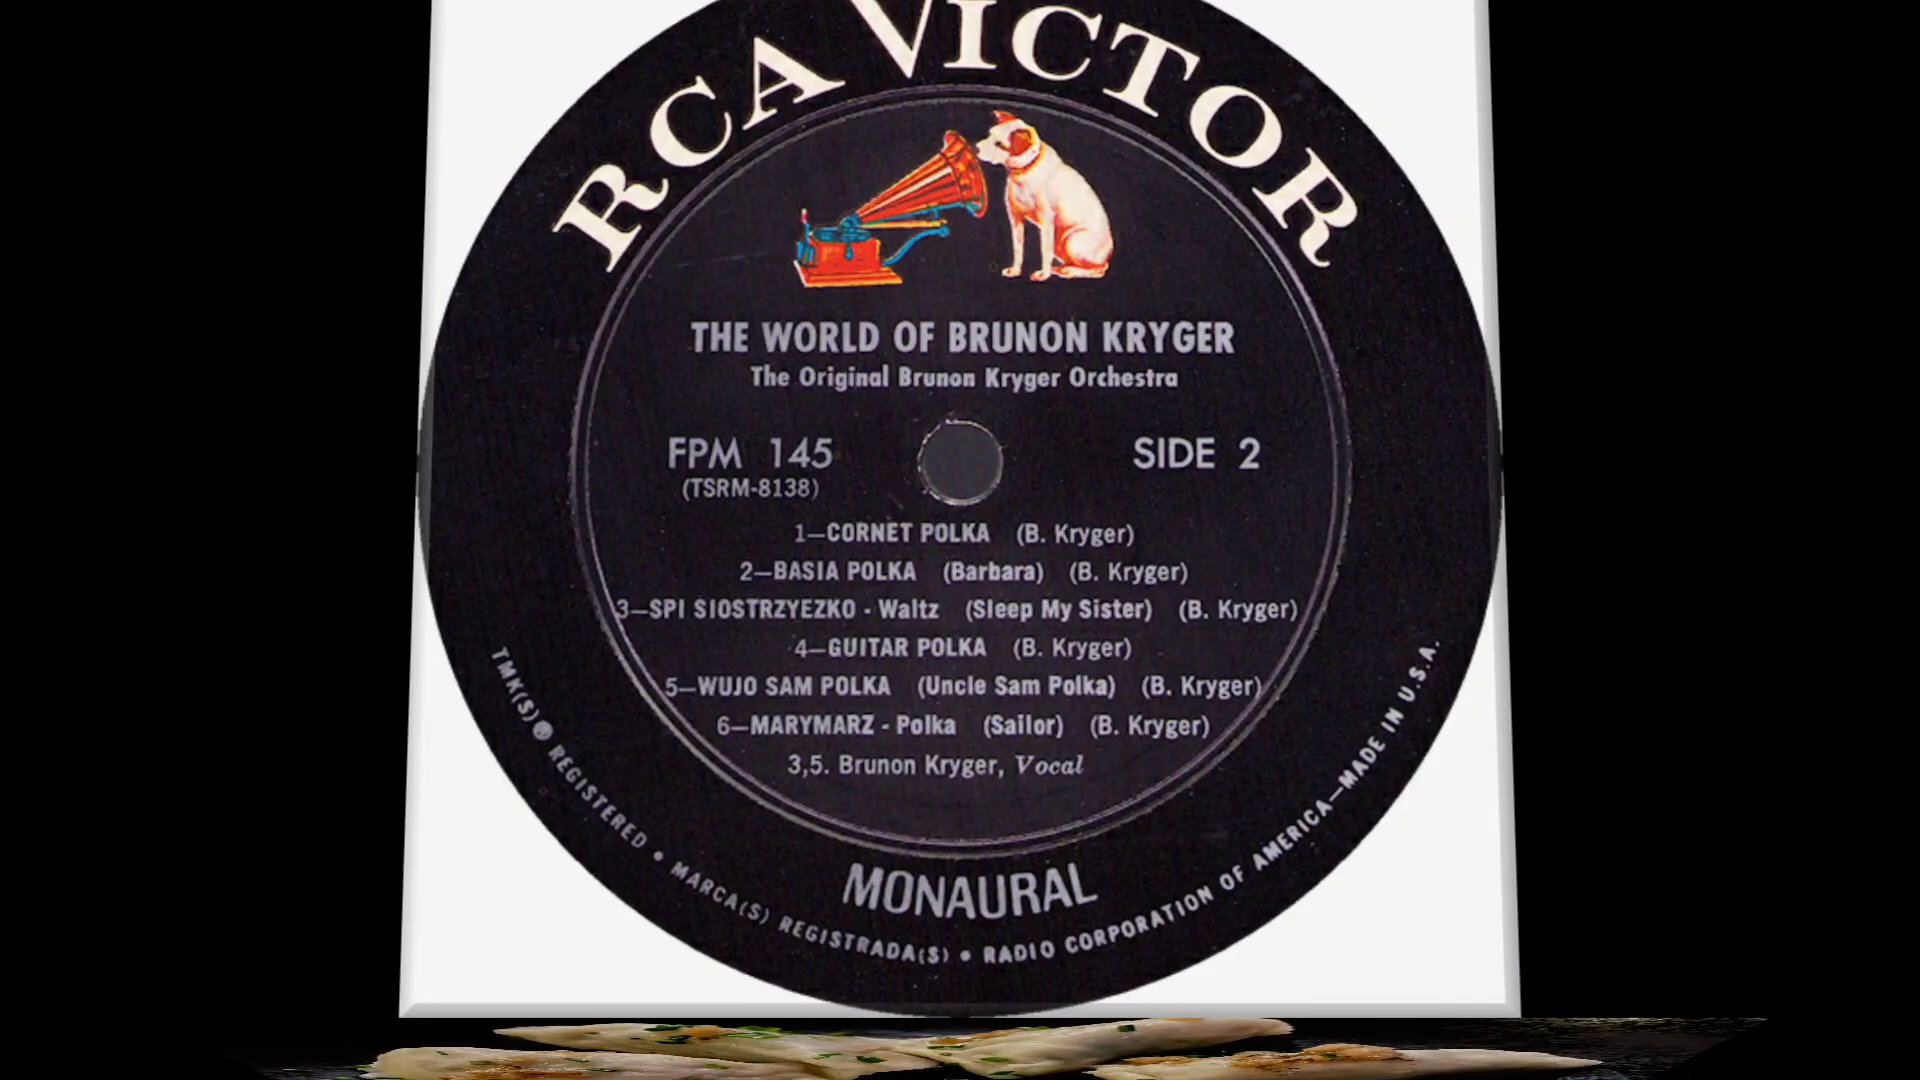 RCA VICTOR
THE WORLD OF BRUNON KRYGER
The Original Brunon Kryger Orchestra
FPM 145
SIDE 2
(TSRM-8138)
1—CORNET POLKA (B. Kryger)
2—BASIA POLKA (Barbara) (B. Kryger)
3—SPI SIOSTRZYEZKO - Waltz (Sleep My Sister) (B. Kryger)
4—GUITAR POLKA (B. Kryger)
5—WUJO SAM POLKA (Uncle Sam Polka) (B. Kryger)
6—MARYMARZ - Polka (Sailor) (B. Kryger)
3,5. Brunon Kryger, Vocal
MONAURAL
TMK(S) ® REGISTERED • MARCA(S) REGISTRADA(S) • RADIO CORPORATION OF AMERICA—MADE IN U.S.A.